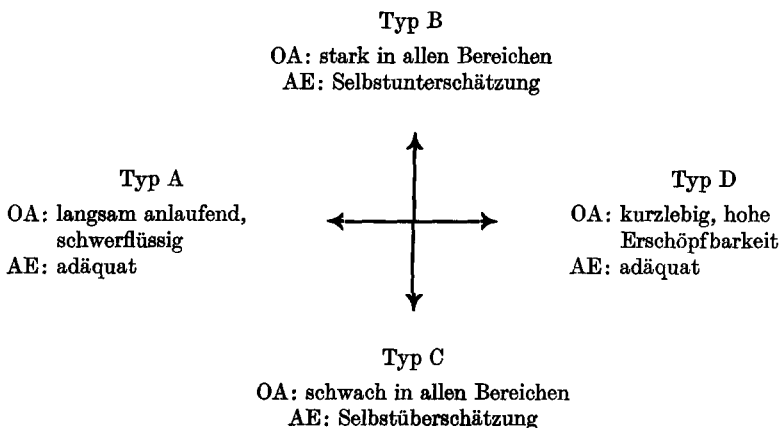 Typ B
OA: stark in allen Bereichen
AE: Selbstunterschätzung
Typ A
OA: langsam anlaufend,
schwerflüssig
AE: adäquat
Typ D
OA: kurzlebig, hohe
Erschöpfbarkeit
AE: adäquat
Typ C
OA: schwach in allen Bereichen
AE: Selbstüberschätzung